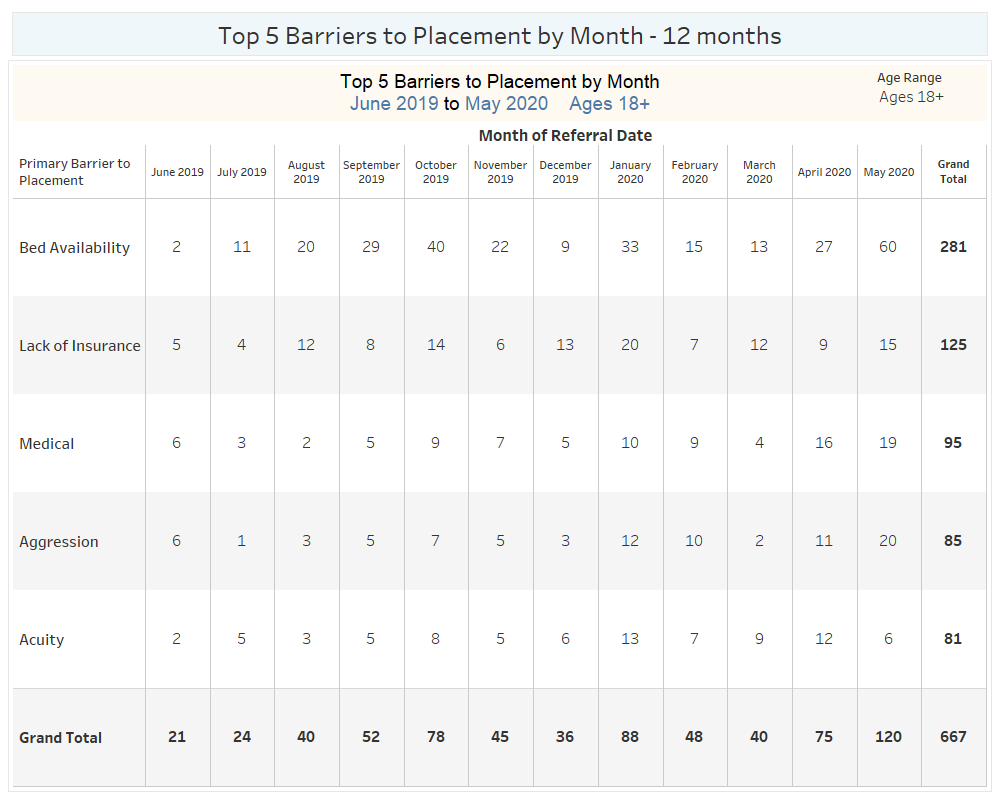 Top 5 Barriers to Placement by Month - 12 months
Top 5 Barriers to Placement by Month
June 2019 to May 2020 Ages 18+
Age Range
Ages 18+
Month of Referral Date
Primary Barrier to Placement June 2019 July 2019 August 2019 September 2019 October 2019 November 2019 December 2019 January 2020 February 2020 March 2020 April 2020 May 2020 Grand Total
Bed Availability 2 11 20 29 40 22 9 33 15 13 27 60 281
Lack of Insurance 5 4 12 8 14 6 13 20 7 12 9 15 125
Medical 6 3 2 5 9 7 5 10 9 4 16 19 95
Aggression 6 1 3 5 7 5 3 12 10 2 11 20 85
Acuity 2 5 3 5 8 5 6 13 7 9 12 6 81
Grand Total 21 24 40 52 78 45 36 88 48 40 75 120 667